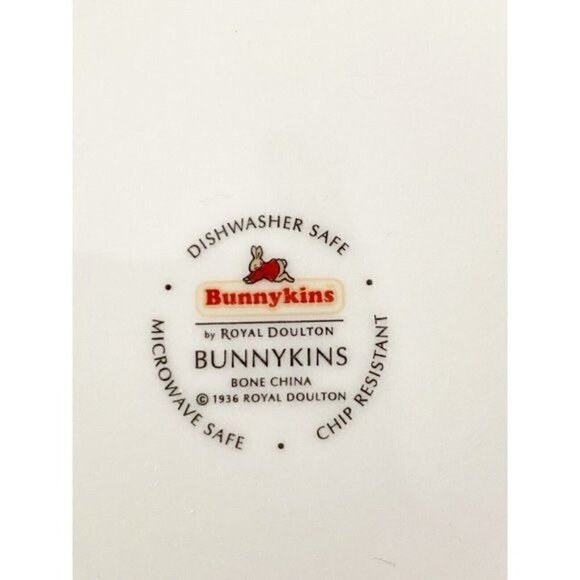 DISHWASHER SAFE
Bunnykins
by ROYAL DOULTON
BUNNYKINS
BONE CHINA
© 1936 ROYAL DOULTON
MICROWAVE SAFE
CHIP RESISTANT